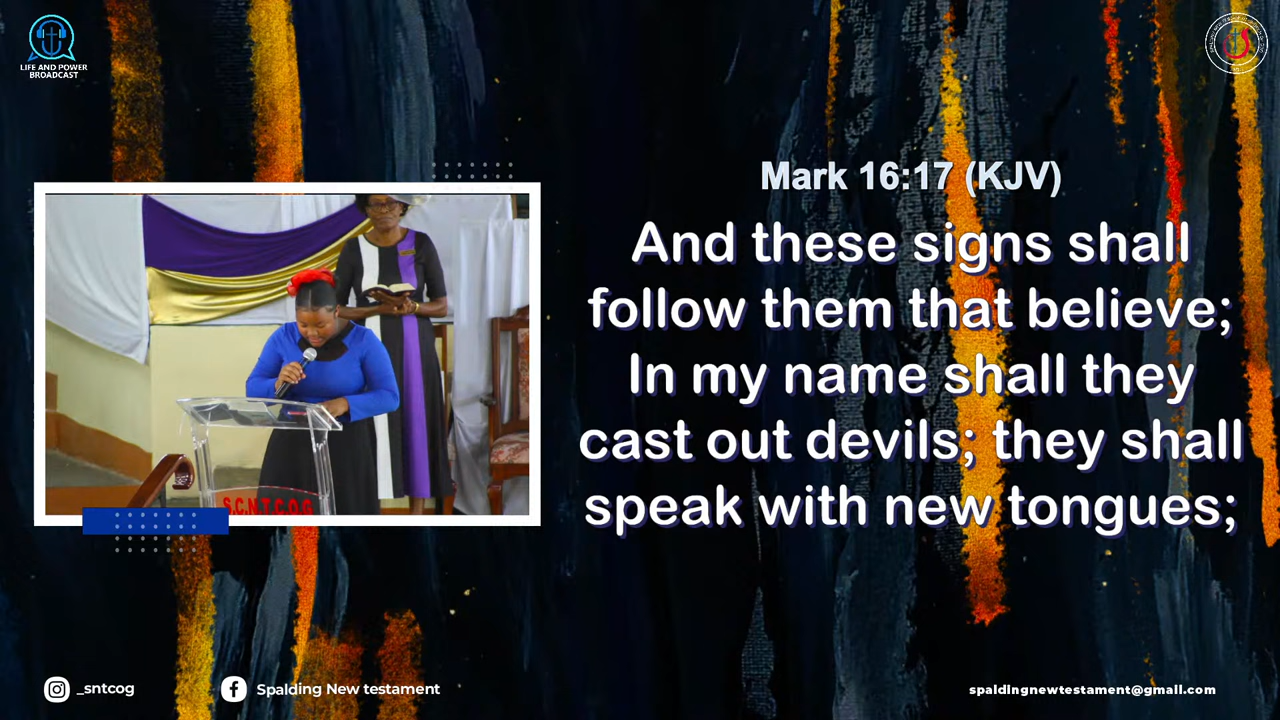 LIFE AND POWER
BROADCAST
Mark 16:17 (KJV)
And these signs shall
follow them that believe;
In my name shall they
cast out devils; they shall
speak with new tongues;
S.C.N.T.C.O.G
_sntcog
Spalding New testament
spaldingnewtestament@gmail.com